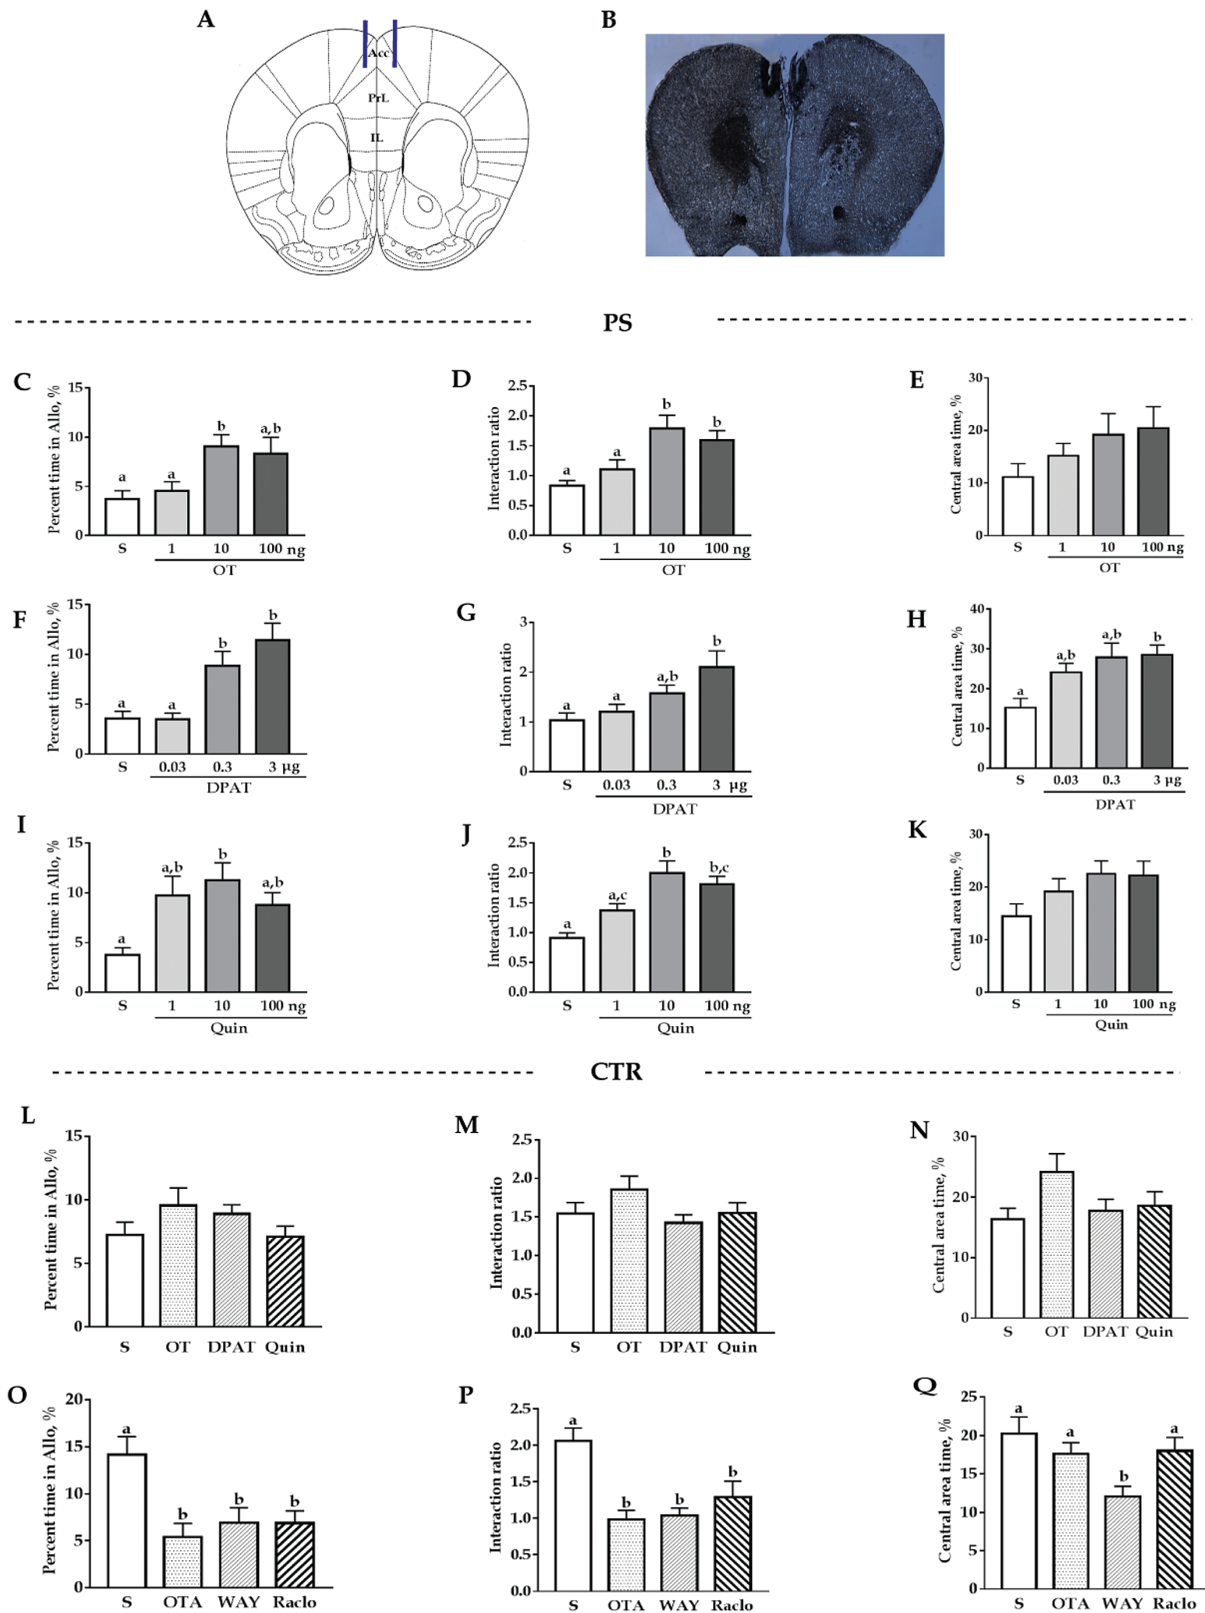 A
B
Acc
PrL
IL
PS
C
Percent time in Allo, %
15
10
5
0
a
a
b
a,b
S
1
10
100 ng
OT
D
Interaction ratio
2.5
2.0
1.5
1.0
0.5
0.0
a
a
b
b
S
1
10
100 ng
OT
E
Central area time, %
30
20
10
0
S
1
10
100 ng
OT
F
Percent time in Allo, %
15
10
5
0
a
a
b
b
S
0.03
0.3
3 µg
DPAT
G
Interaction ratio
3
2
1
0
a
a
a,b
b
S
0.03
0.3
3 µg
DPAT
H
Central area time, %
40
30
20
10
0
a
a,b
a,b
b
S
0.03
0.3
3 µg
DPAT
I
Percent time in Allo, %
15
10
5
0
a
a,b
b
a,b
S
1
10
100 ng
Quin
J
Interaction ratio
2.5
2.0
1.5
1.0
0.5
0.0
a
a,c
b
b,c
S
1
10
100 ng
Quin
K
Central area time, %
30
20
10
0
S
1
10
100 ng
Quin
CTR
L
Percent time in Allo, %
15
10
5
0
S
OT
DPAT
Quin
M
Interaction ratio
2.5
2.0
1.5
1.0
0.5
0.0
S
OT
DPAT
Quin
N
Central area time, %
30
20
10
0
S
OT
DPAT
Quin
O
Percent time in Allo, %
20
15
10
5
0
a
b
b
b
S
OTA
WAY
Raclo
P
Interaction ratio
2.5
2.0
1.5
1.0
0.5
0.0
a
b
b
b
S
OTA
WAY
Raclo
Q
Central area time, %
25
20
15
10
5
0
a
a
b
a
S
OTA
WAY
Raclo